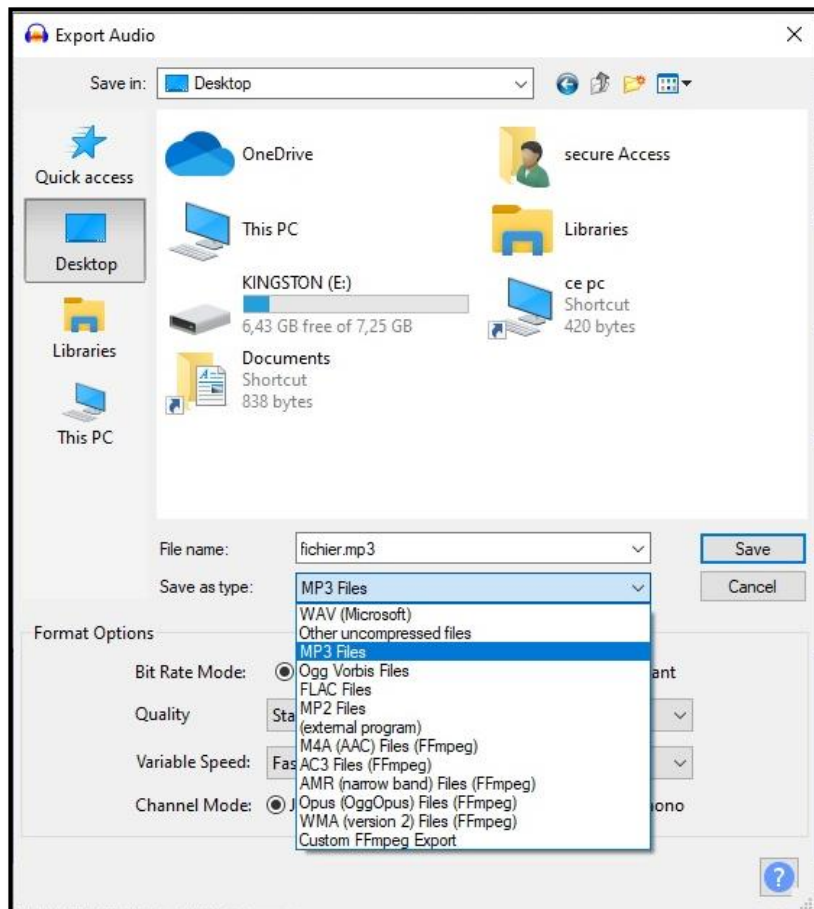 Export Audio
Save in:
Desktop
Quick access
Desktop
Libraries
This PC
OneDrive
secure Access
This PC
Libraries
KINGSTON (E:)
6,43 GB free of 7,25 GB
ce pc
Shortcut
420 bytes
Documents
Shortcut
838 bytes
File name:
fichier.mp3
Save
Save as type:
MP3 Files
Cancel
WAV (Microsoft)
Other uncompressed files
MP3 Files
Ogg Vorbis Files
FLAC Files
MP2 Files
(external program)
M4A (AAC) Files (FFmpeg)
AC3 Files (FFmpeg)
AMR (narrow band) Files (FFmpeg)
Opus (OggOpus) Files (FFmpeg)
WMA (version 2) Files (FFmpeg)
Custom FFmpeg Export
Format Options
Bit Rate Mode:
ant
Quality
Sta
Variable Speed:
Fas
Channel Mode:
J
ono
?